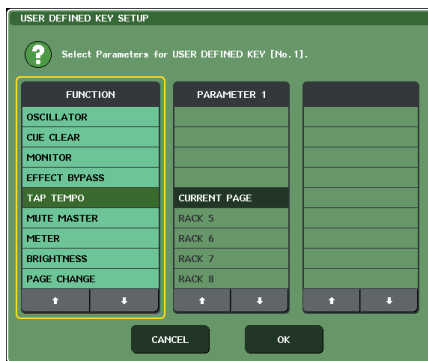 USER DEFINED KEY SETUP
?
Select Parameters for USER DEFINED KEY [No.1].
FUNCTION
PARAMETER 1
OSCILLATOR
CUE CLEAR
MONITOR
EFFECT BYPASS
TAP TEMPO
CURRENT PAGE
MUTE MASTER
RACK 5
METER
RACK 6
BRIGHTNESS
RACK 7
PAGE CHANGE
RACK 8
CANCEL
OK